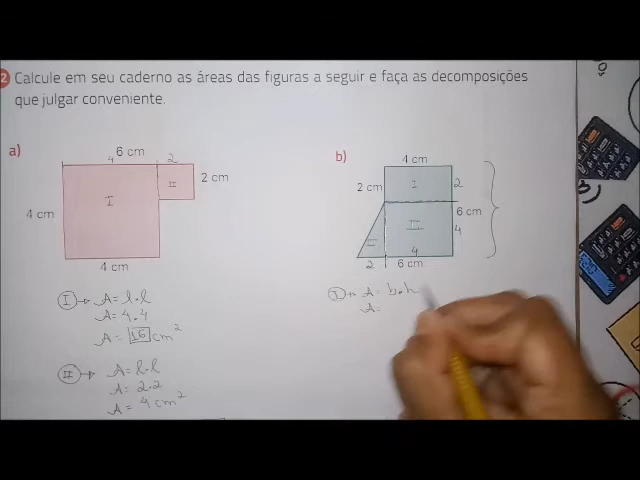 2 Calcule em seu caderno as áreas das figuras a seguir e faça as decomposições
que julgar conveniente.
a)
6 cm
4
2
I
II
2 cm
4 cm
4 cm
I → A = l . l
A = 4 . 4
A = 16 cm²
II → A = l . l
A = 2 . 2
A = 4 cm²
b)
4 cm
2 cm
I
2
6 cm
III
4
II
4
2
6 cm
I → A = b . h
A =